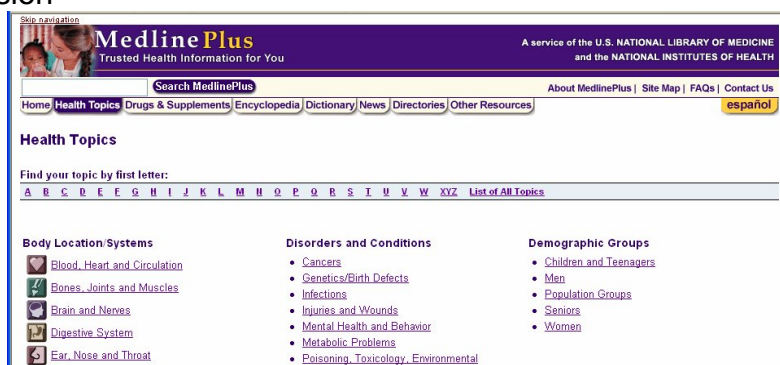 sion
Skip navigation
MedlinePlus
Trusted Health Information for You
A service of the U.S. NATIONAL LIBRARY OF MEDICINE
and the NATIONAL INSTITUTES OF HEALTH
Search MedlinePlus
About MedlinePlus | Site Map | FAQs | Contact Us
Home Health Topics Drugs & Supplements Encyclopedia Dictionary News Directories Other Resources español
Health Topics
Find your topic by first letter:
A B C D E F G H I J K L M N O P Q R S T U V W XYZ List of All Topics
Body Location/Systems
Blood, Heart and Circulation
Bones, Joints and Muscles
Brain and Nerves
Digestive System
Ear, Nose and Throat
Disorders and Conditions
• Cancers
• Genetics/Birth Defects
• Infections
• Injuries and Wounds
• Mental Health and Behavior
• Metabolic Problems
• Poisoning, Toxicology, Environmental
Demographic Groups
• Children and Teenagers
• Men
• Population Groups
• Seniors
• Women